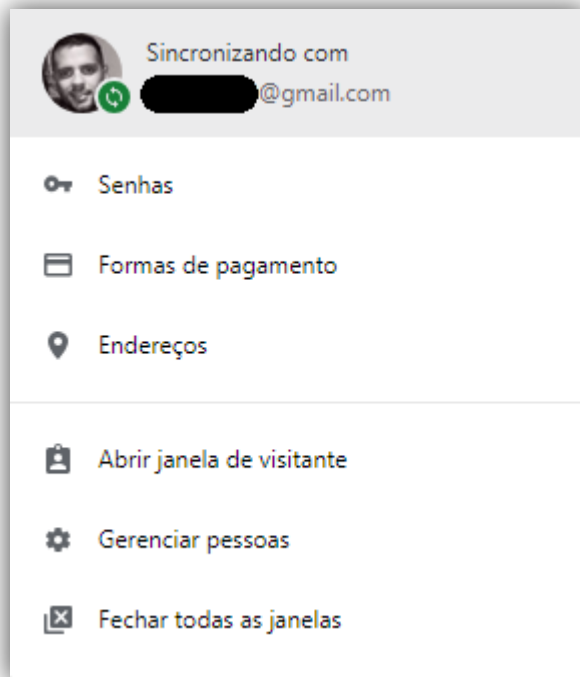 Sincronizando com
@gmail.com
Senhas
Formas de pagamento
Endereços
Abrir janela de visitante
Gerenciar pessoas
Fechar todas as janelas